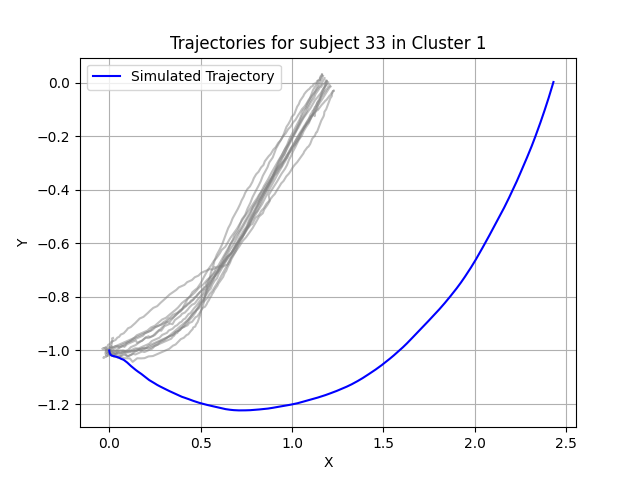 Trajectories for subject 33 in Cluster 1
Simulated Trajectory
0.0
−0.2
−0.4
−0.6
−0.8
−1.0
−1.2
Y
0.0 0.5 1.0 1.5 2.0 2.5
X